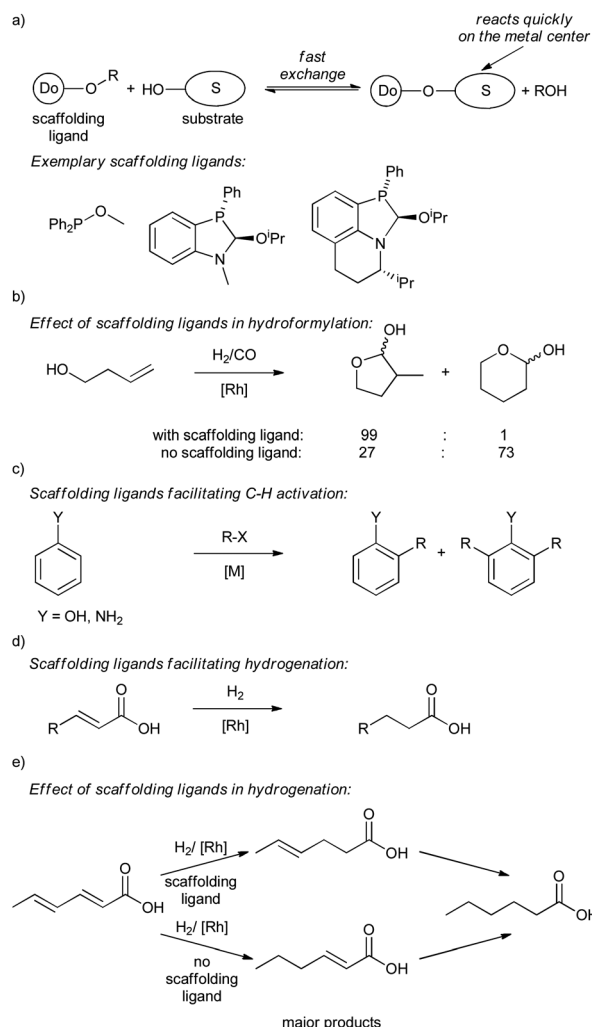 a)
reacts quickly
on the metal center
fast
exchange
Do O R + HO S Do O S + ROH
scaffolding
ligand
substrate
Exemplary scaffolding ligands:
Ph₂P O
Ph
P
OⁱPr
N
Ph
P
OⁱPr
N
ⁱPr
b)
Effect of scaffolding ligands in hydroformylation:
HO
H₂/CO
[Rh]
OH
O
+
O OH
with scaffolding ligand: 99 : 1
no scaffolding ligand: 27 : 73
c)
Scaffolding ligands facilitating C-H activation:
Y
R-X
[M]
Y
R
+
Y
R R
Y = OH, NH₂
d)
Scaffolding ligands facilitating hydrogenation:
O
R OH
H₂
[Rh]
O
R OH
e)
Effect of scaffolding ligands in hydrogenation:
O
OH
H₂/ [Rh]
scaffolding
ligand
O
OH
H₂/ [Rh]
no
scaffolding
ligand
O
OH
O
OH
major products